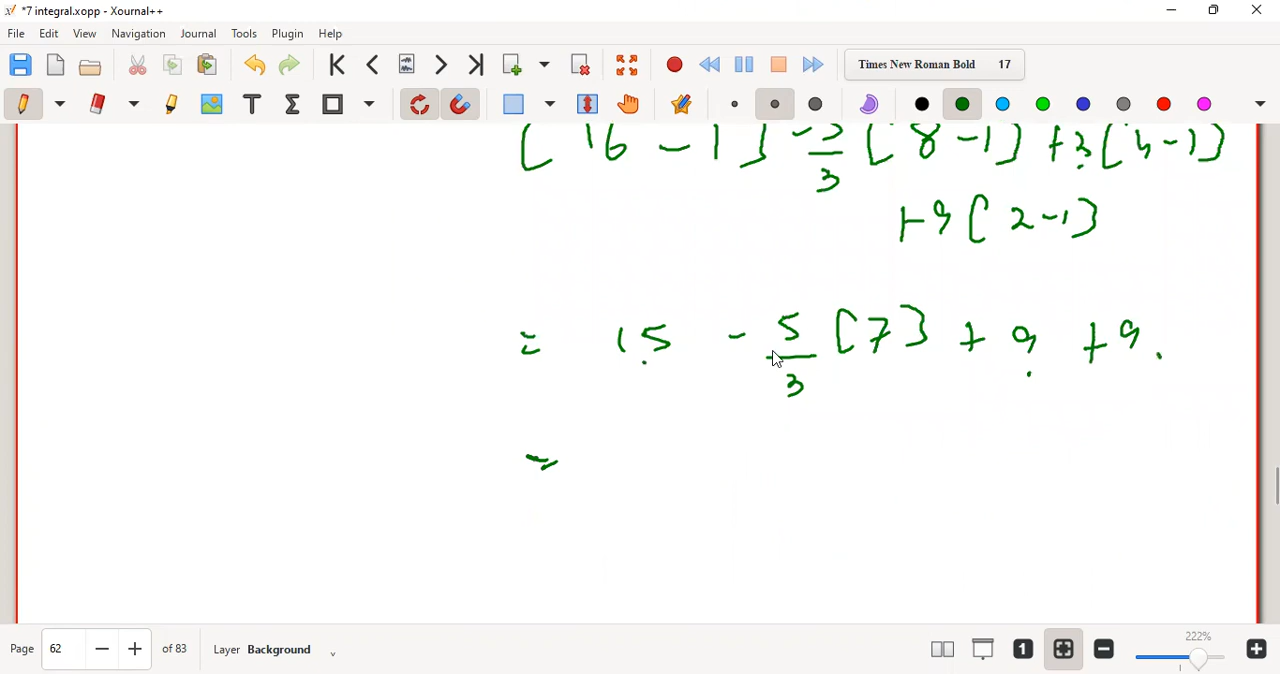 *7 integral.xopp - Xournal++
File Edit View Navigation Journal Tools Plugin Help
Times New Roman Bold 17
[ 16 - 1 ] - 5/3 [ 8 - 1 ] + 3 [ 4 - 1 ]
+ 9 [ 2 - 1 ]
= 15 - 5/3 [ 7 ] + 9 + 9 .
=
Page 62 of 83 Layer Background 1 222%